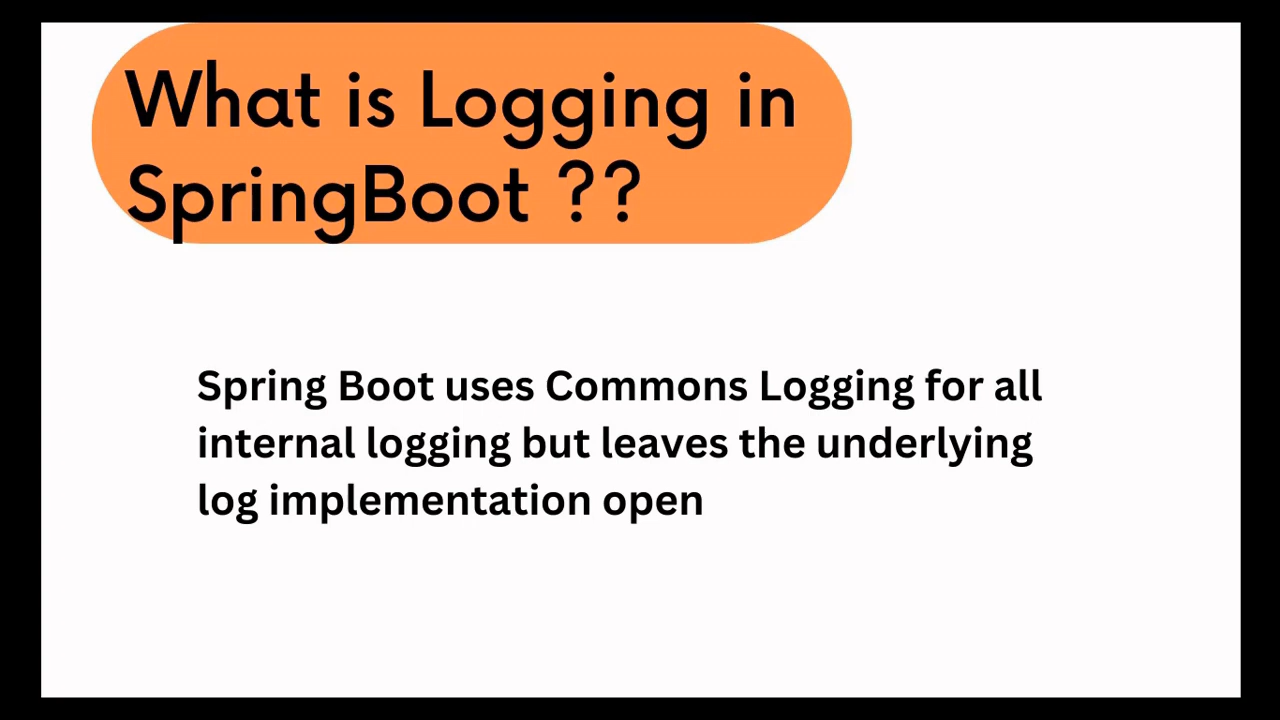 What is Logging in
SpringBoot ??
Spring Boot uses Commons Logging for all
internal logging but leaves the underlying
log implementation open